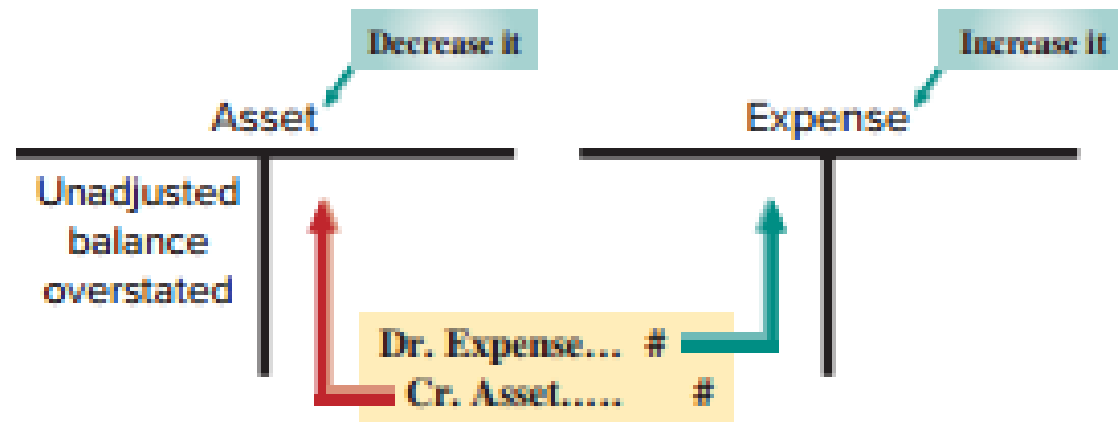 Decrease it
Increase it
Asset
Expense
Unadjusted
balance
overstated
Dr. Expense... #
Cr. Asset..... #